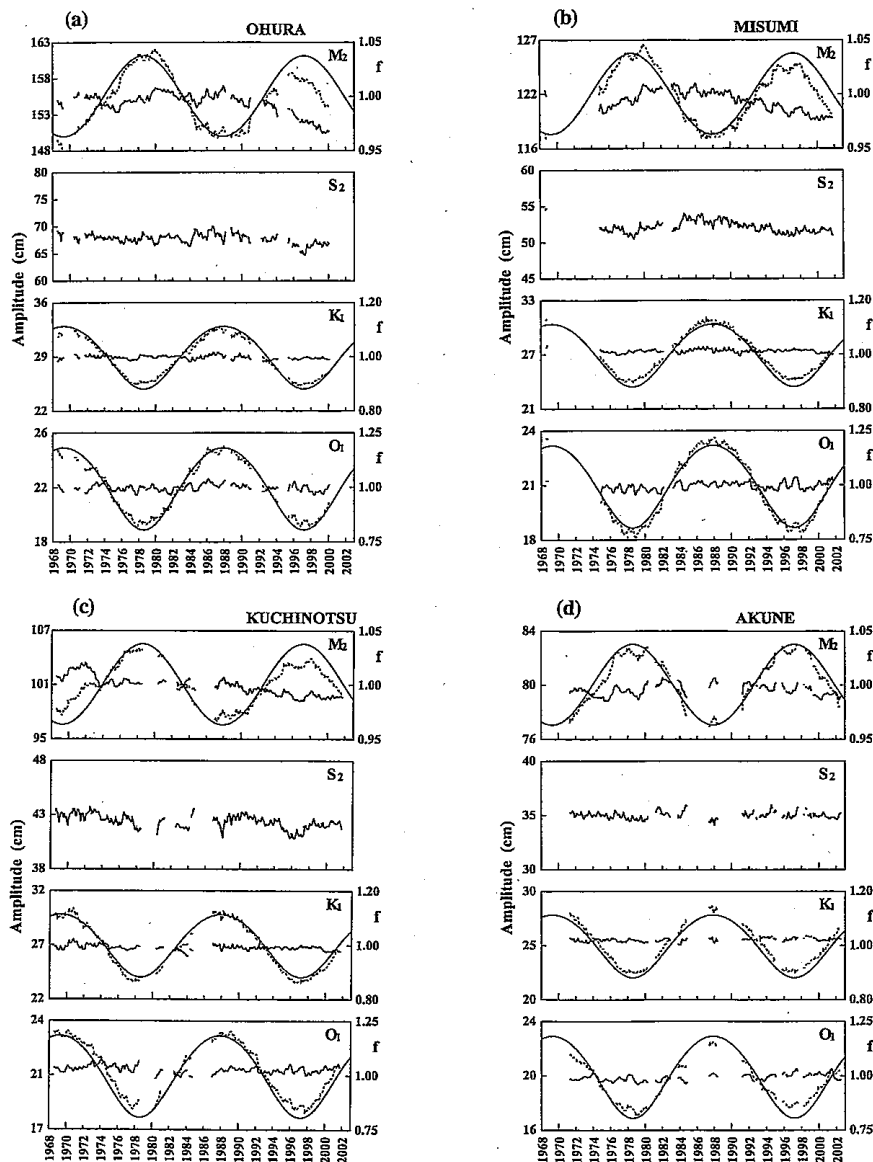 (a)
OHURA
163
158
153
148
M2
1.05
f
1.00
0.95
80
75
70
65
60
S2
36
29
22
K1
1.20
f
1.00
0.80
26
22
18
O1
1.25
f
1.00
0.75
Amplitude (cm)
1968 1970 1972 1974 1976 1978 1980 1982 1984 1986 1988 1990 1992 1994 1996 1998 2000 2002
(b)
MISUMI
127
122
116
M2
1.05
f
1.00
0.95
60
55
50
45
S2
33
27
21
K1
1.20
f
1.00
0.80
24
21
18
O1
1.25
f
1.00
0.75
Amplitude (cm)
1968 1970 1972 1974 1976 1978 1980 1982 1984 1986 1988 1990 1992 1994 1996 1998 2000 2002
(c)
KUCHINOTSU
107
101
95
M2
1.05
f
1.00
0.95
48
43
38
S2
32
27
22
K1
1.20
f
1.00
0.80
24
21
17
O1
1.25
f
1.00
0.75
Amplitude (cm)
1968 1970 1972 1974 1976 1978 1980 1982 1984 1986 1988 1990 1992 1994 1996 1998 2000 2002
(d)
AKUNE
84
80
76
M2
1.05
f
1.00
0.95
40
35
30
S2
28
25
23
20
K1
1.20
f
1.00
0.80
24
20
16
O1
1.25
f
1.00
0.75
Amplitude (cm)
1968 1970 1972 1974 1976 1978 1980 1982 1984 1986 1988 1990 1992 1994 1996 1998 2000 2002